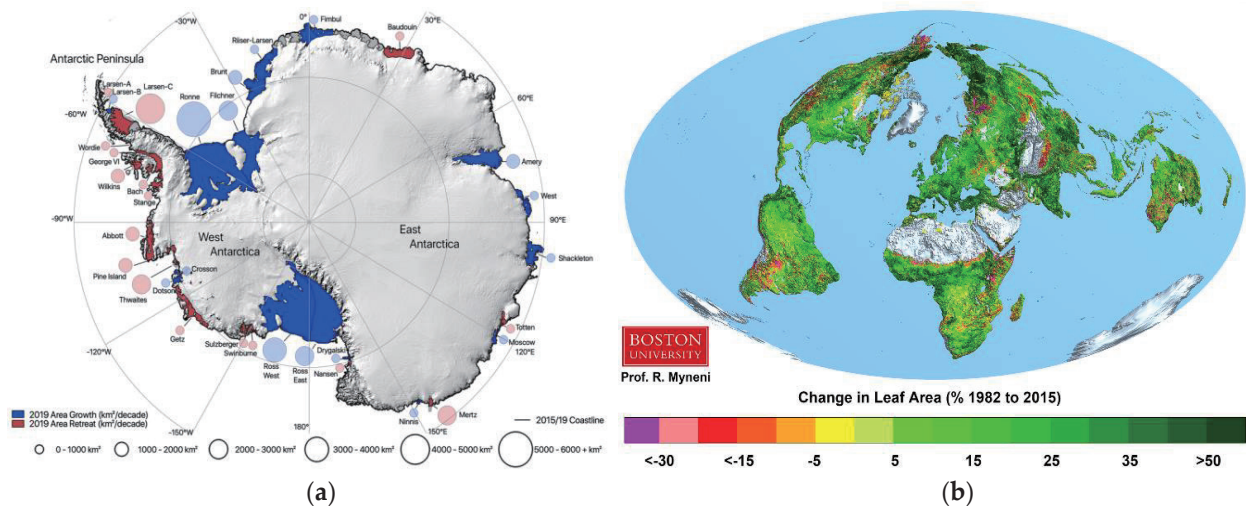 -30°W
0°
Fimbul
30°E
Riiser-Larsen
Baudouin
Antarctic Peninsula
Larsen-A
Larsen-B
Larsen-C
Brunt
Ronne
Filchner
60°E
-60°W
Wordie
George VI
Wilkins
Bach
Stange
Amery
West
-90°W
90°E
Abbott
West
Antarctica
East
Antarctica
Shackleton
Pine Island
Crosson
Thwaites
Dotson
Getz
Sulzberger
Swinburne
Totten
Moscow
120°E
-120°W
Ross
West
Ross
East
Drygalski
Nansen
Ninnis
Mertz
150°E
-150°W
180°
2019 Area Growth (km²/decade)
2019 Area Retreat (km²/decade)
2015/19 Coastline
0 - 1000 km²
1000 - 2000 km²
2000 - 3000 km²
3000 - 4000 km²
4000 - 5000 km²
5000 - 6000 + km²
(a)
BOSTON
UNIVERSITY
Prof. R. Myneni
Change in Leaf Area (% 1982 to 2015)
<-30 <-15 -5 5 15 25 35 >50
(b)